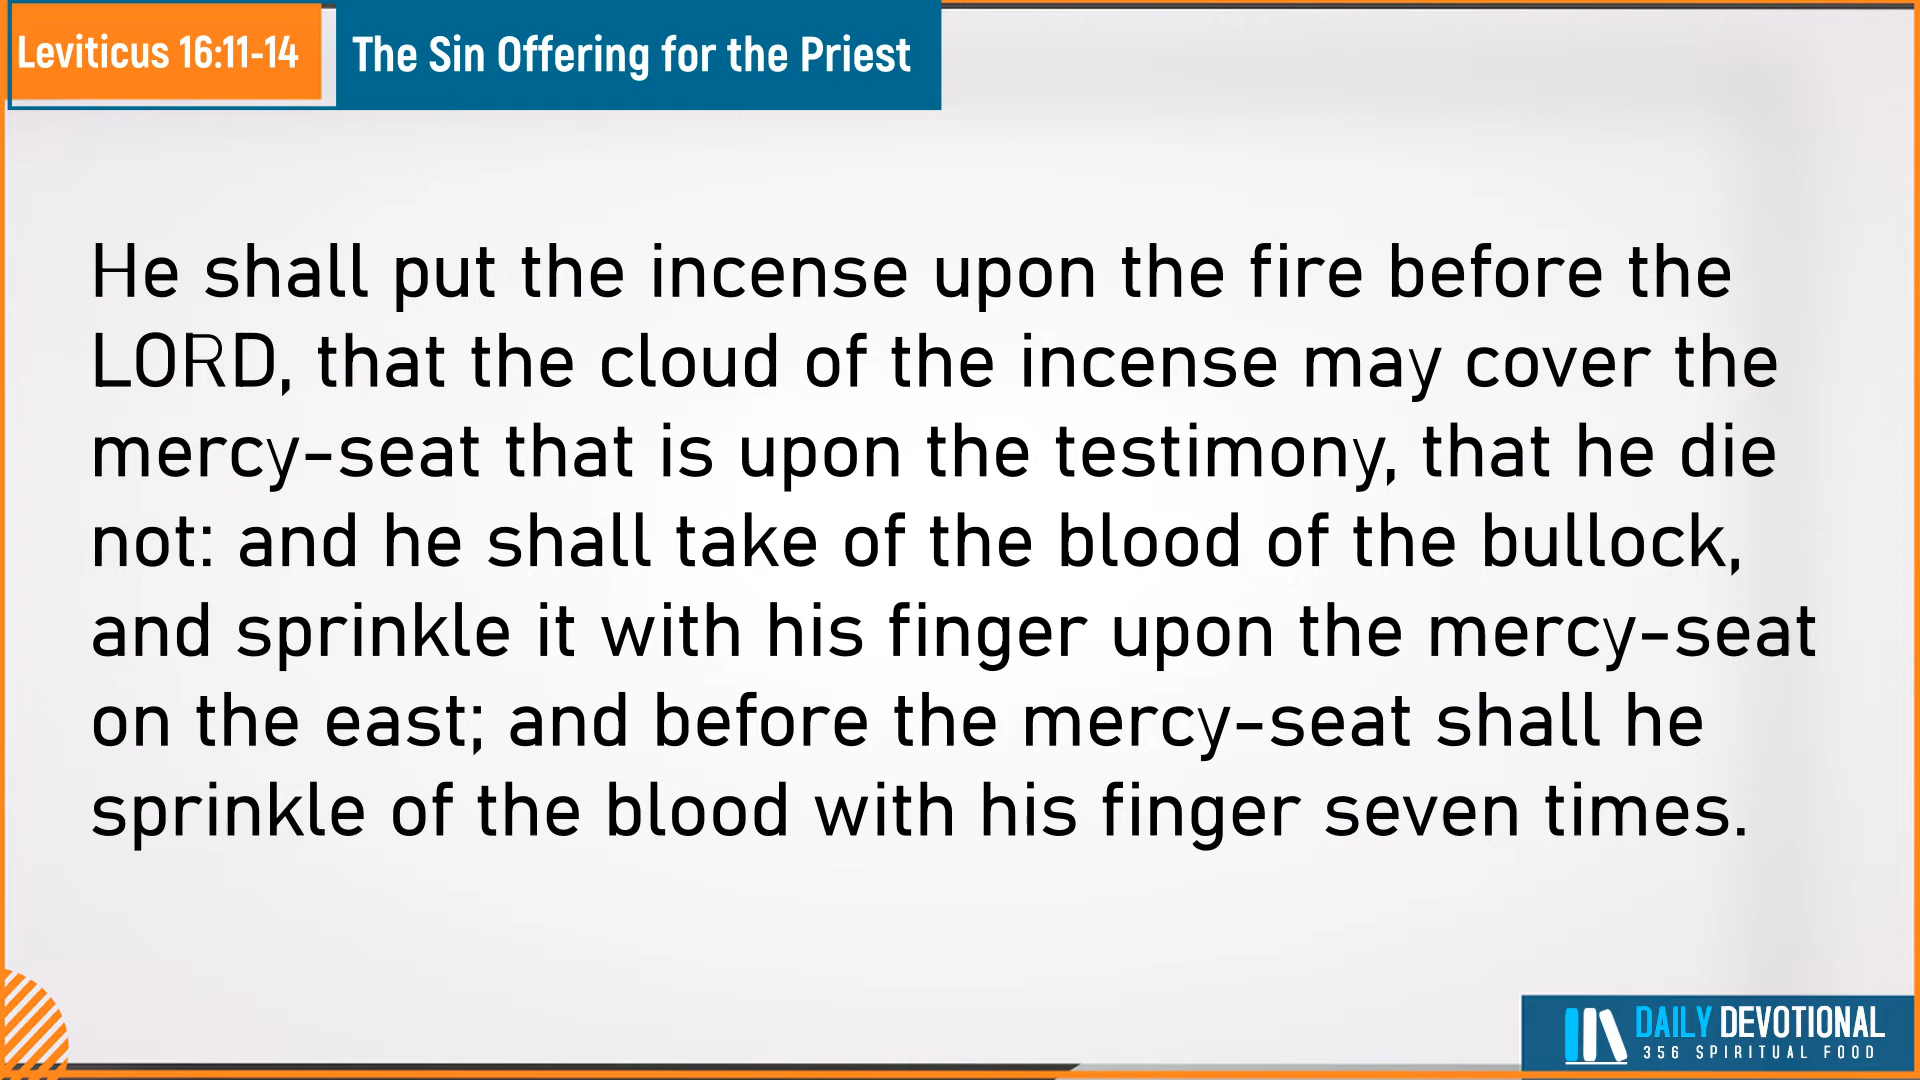 Leviticus 16:11-14
The Sin Offering for the Priest
He shall put the incense upon the fire before the
LORD, that the cloud of the incense may cover the
mercy-seat that is upon the testimony, that he die
not: and he shall take of the blood of the bullock,
and sprinkle it with his finger upon the mercy-seat
on the east; and before the mercy-seat shall he
sprinkle of the blood with his finger seven times.
DAILY DEVOTIONAL
356 SPIRITUAL FOOD